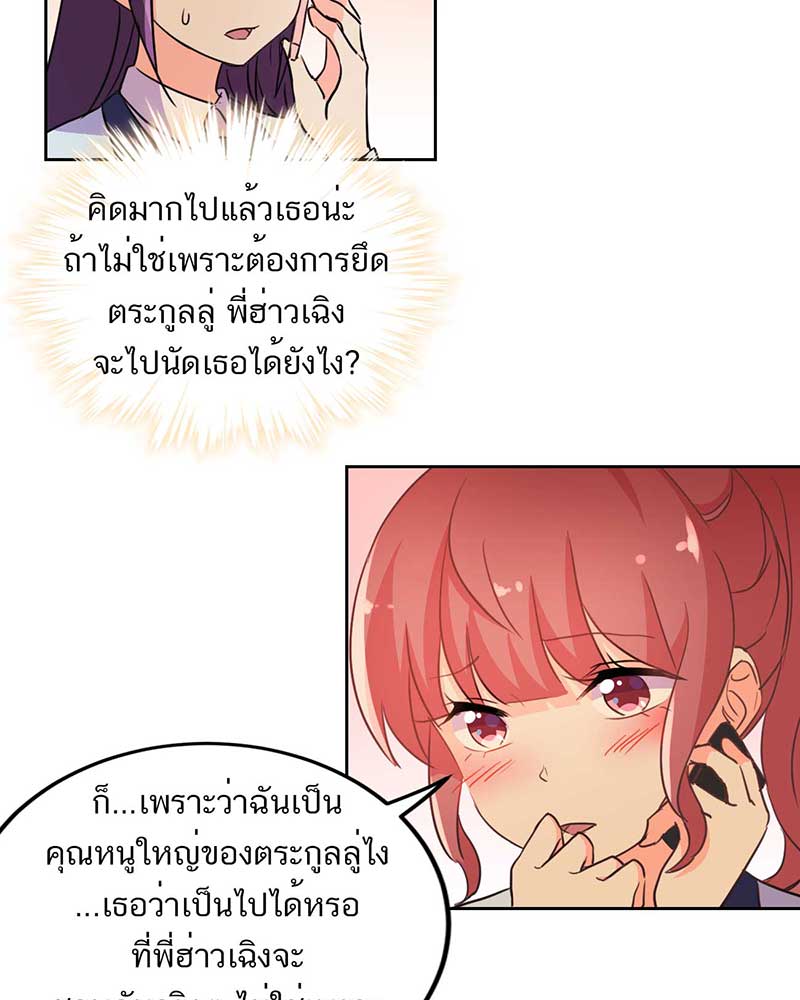 คิดมากไปแล้วเธอน่ะ
ถ้าไม่ใช่เพราะต้องการยึด
ตระกูลลู่ พี่ฮ่าวเฉิง
จะไปนัดเธอได้ยังไง?
ก็...เพราะว่าฉันเป็น
คุณหนูใหญ่ของตระกูลลู่ไง
...เธอว่าเป็นไปได้หรอ
ที่พี่ฮ่าวเฉิงจะ